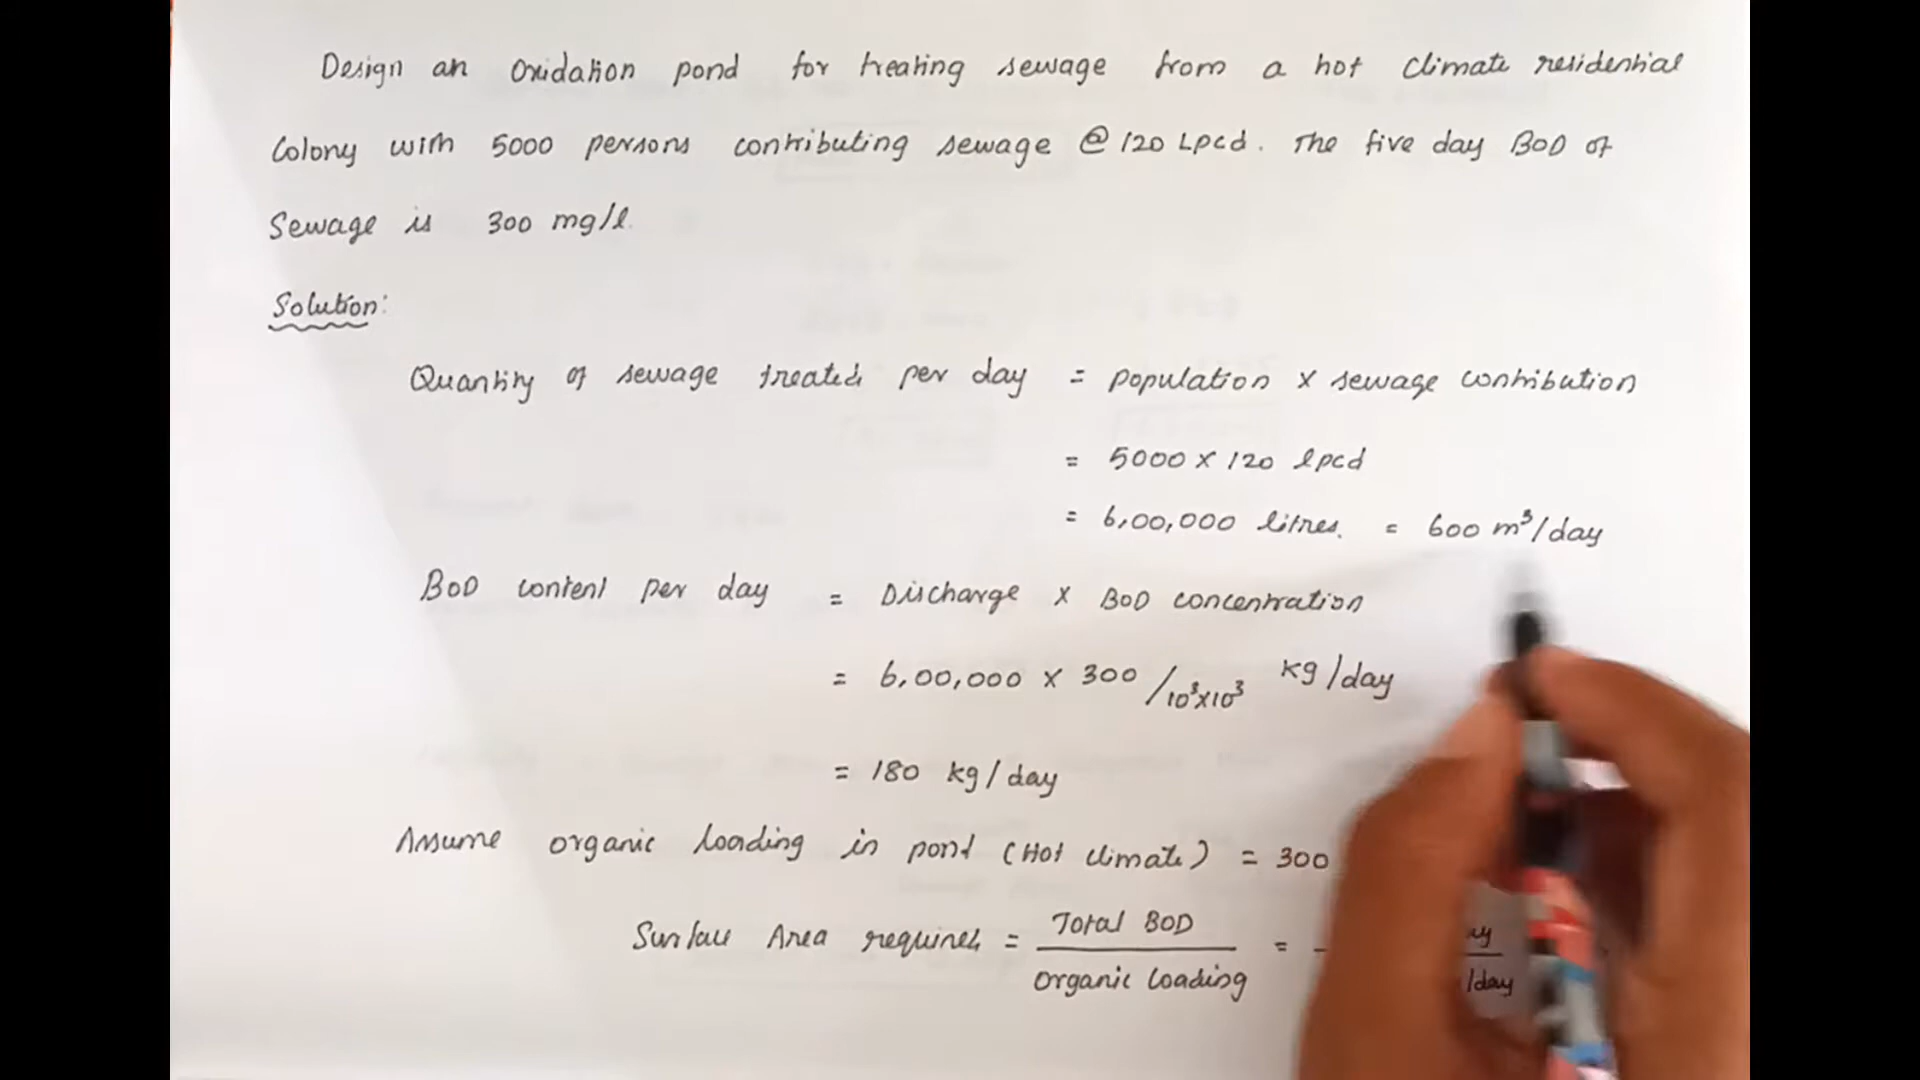 Design an Oxidation pond for treating sewage from a hot climate residential
Colony with 5000 persons contributing sewage @ 120 Lpcd. The five day BOD of
Sewage is 300 mg/l.
Solution:
Quantity of sewage treated per day = population x sewage contribution
= 5000 x 120 lpcd
= 6,00,000 litres. = 600 m³/day
BOD content per day = Discharge x BOD concentration
= 6,00,000 x 300 /10³x10³ kg/day
= 180 kg/day
Assume organic loading in pond (Hot climate) = 300
Surface Area required = Total BOD / Organic loading = /day